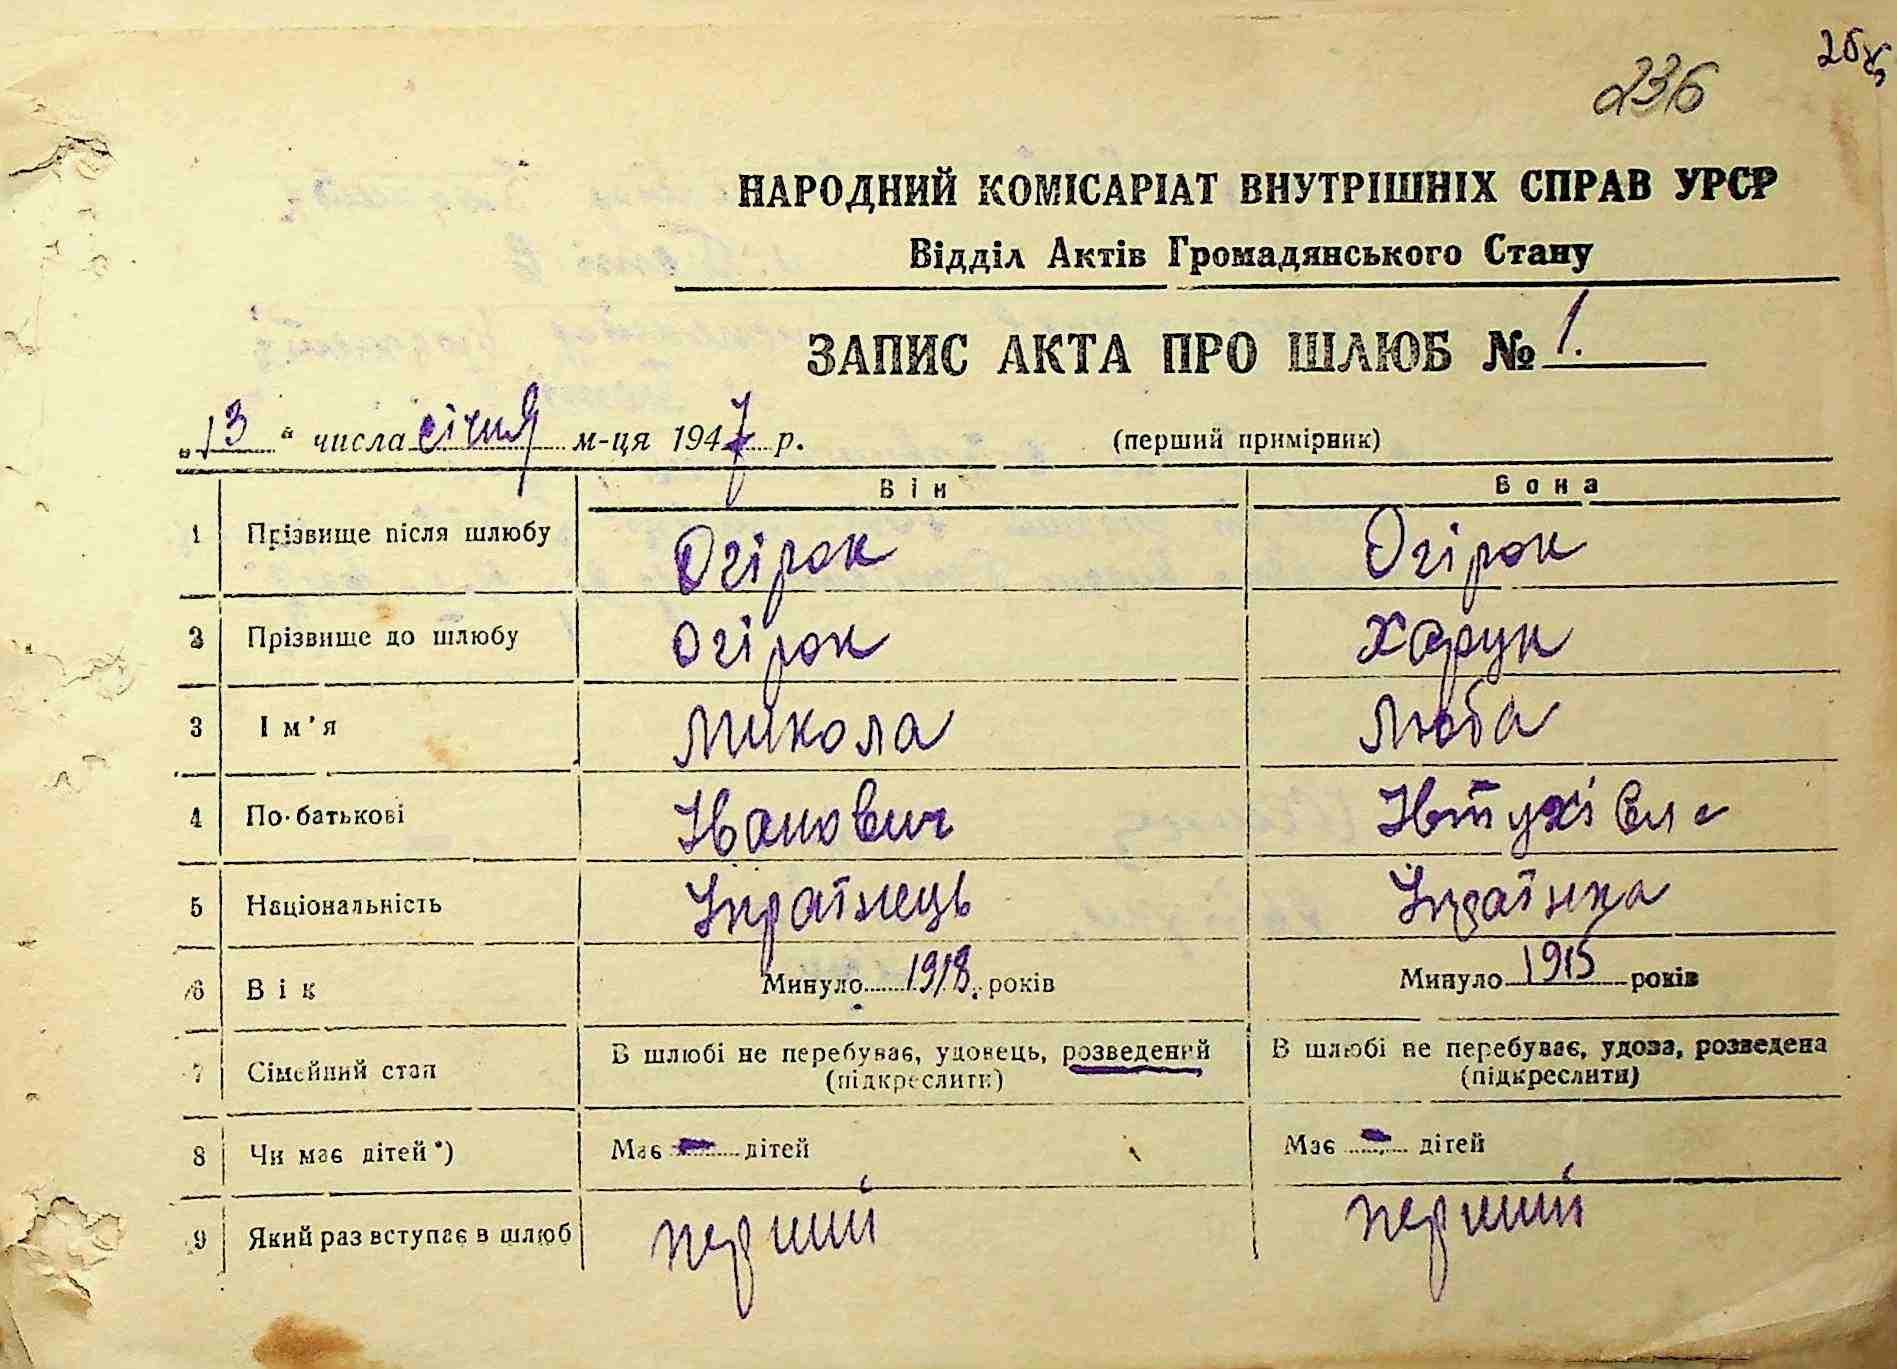 236
НАРОДНИЙ КОМІСАРІАТ ВНУТРІШНІХ СПРАВ УРСР
Відділ Актів Громадянського Стану
ЗАПИС АКТА ПРО ШЛЮБ № 1.
„13“ числа січня м-ця 1947 р. (перший примірник)
Він Вона
1 Прізвище після шлюбу Огірок Огірок
2 Прізвище до шлюбу Огірок Харук
3 Ім'я Микола Люба
4 По-батькові Іванович
5 Національність Українець Українка
6 Вік Минуло 1918. років Минуло 1915 років
7 Сімейний стан В шлюбі не перебуває, удовець, розведений В шлюбі не перебуває, удова, розведена
(підкреслити) (підкреслити)
8 Чи має дітей *) Має — дітей Має — дітей
9 Який раз вступає в шлюб перший перший